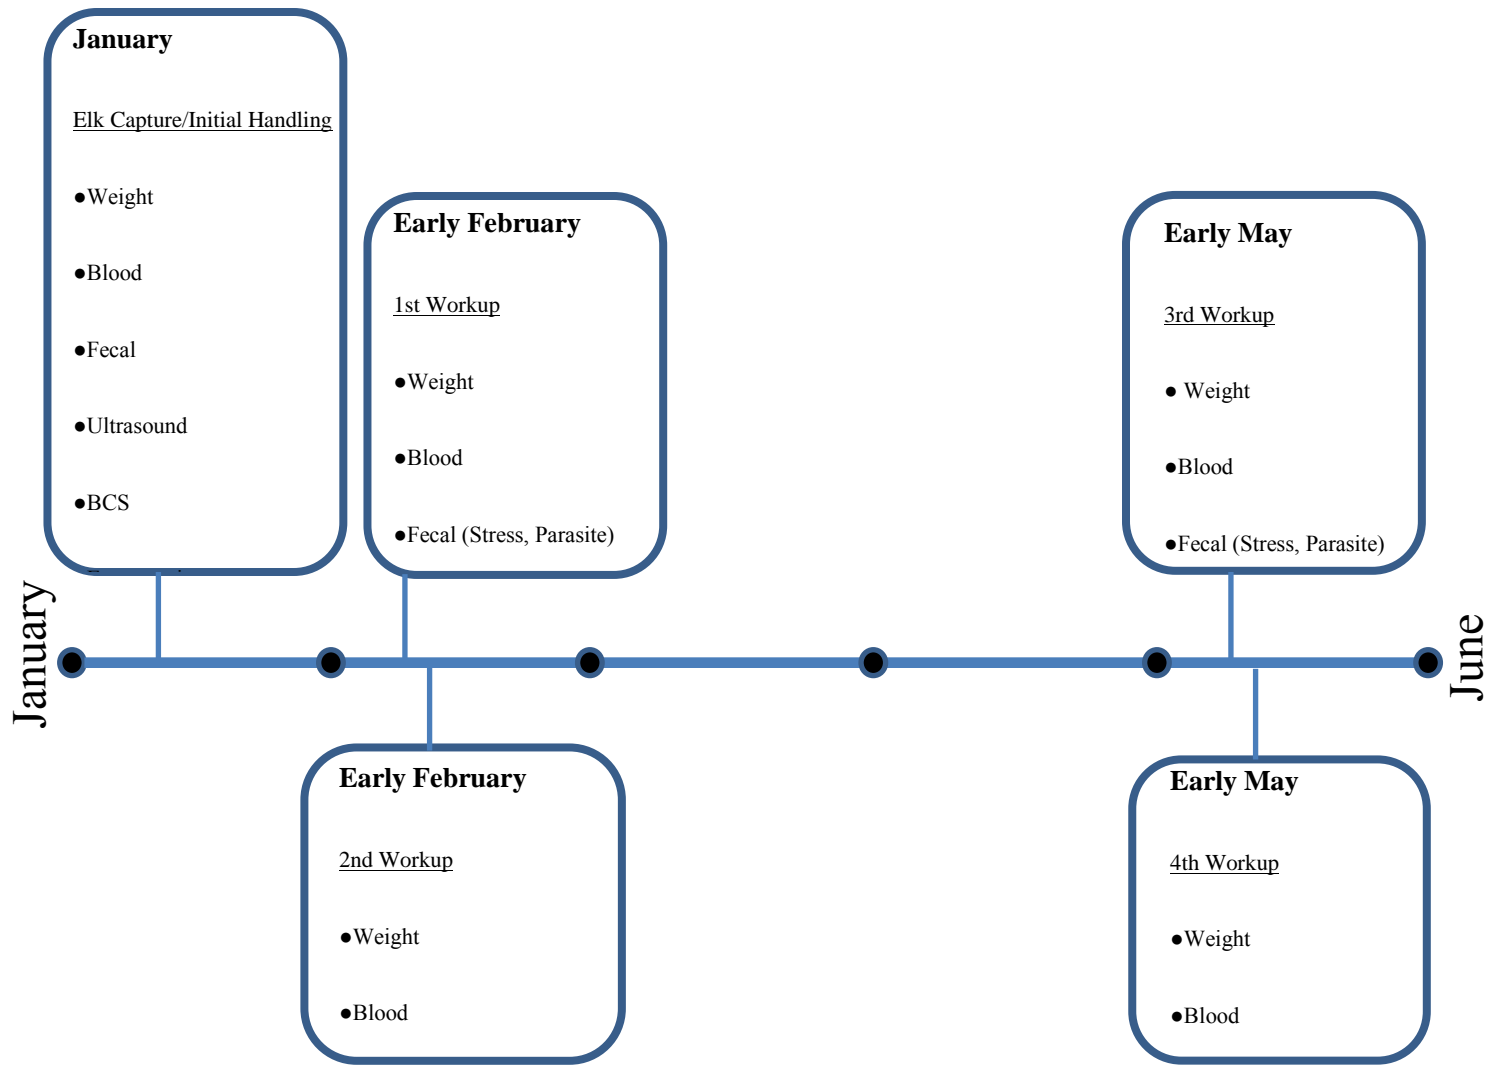 January
Elk Capture/Initial Handling
●Weight
●Blood
●Fecal
●Ultrasound
●BCS
Early February
1st Workup
●Weight
●Blood
●Fecal (Stress, Parasite)
Early May
3rd Workup
● Weight
●Blood
●Fecal (Stress, Parasite)
January
June
Early February
2nd Workup
●Weight
●Blood
Early May
4th Workup
●Weight
●Blood